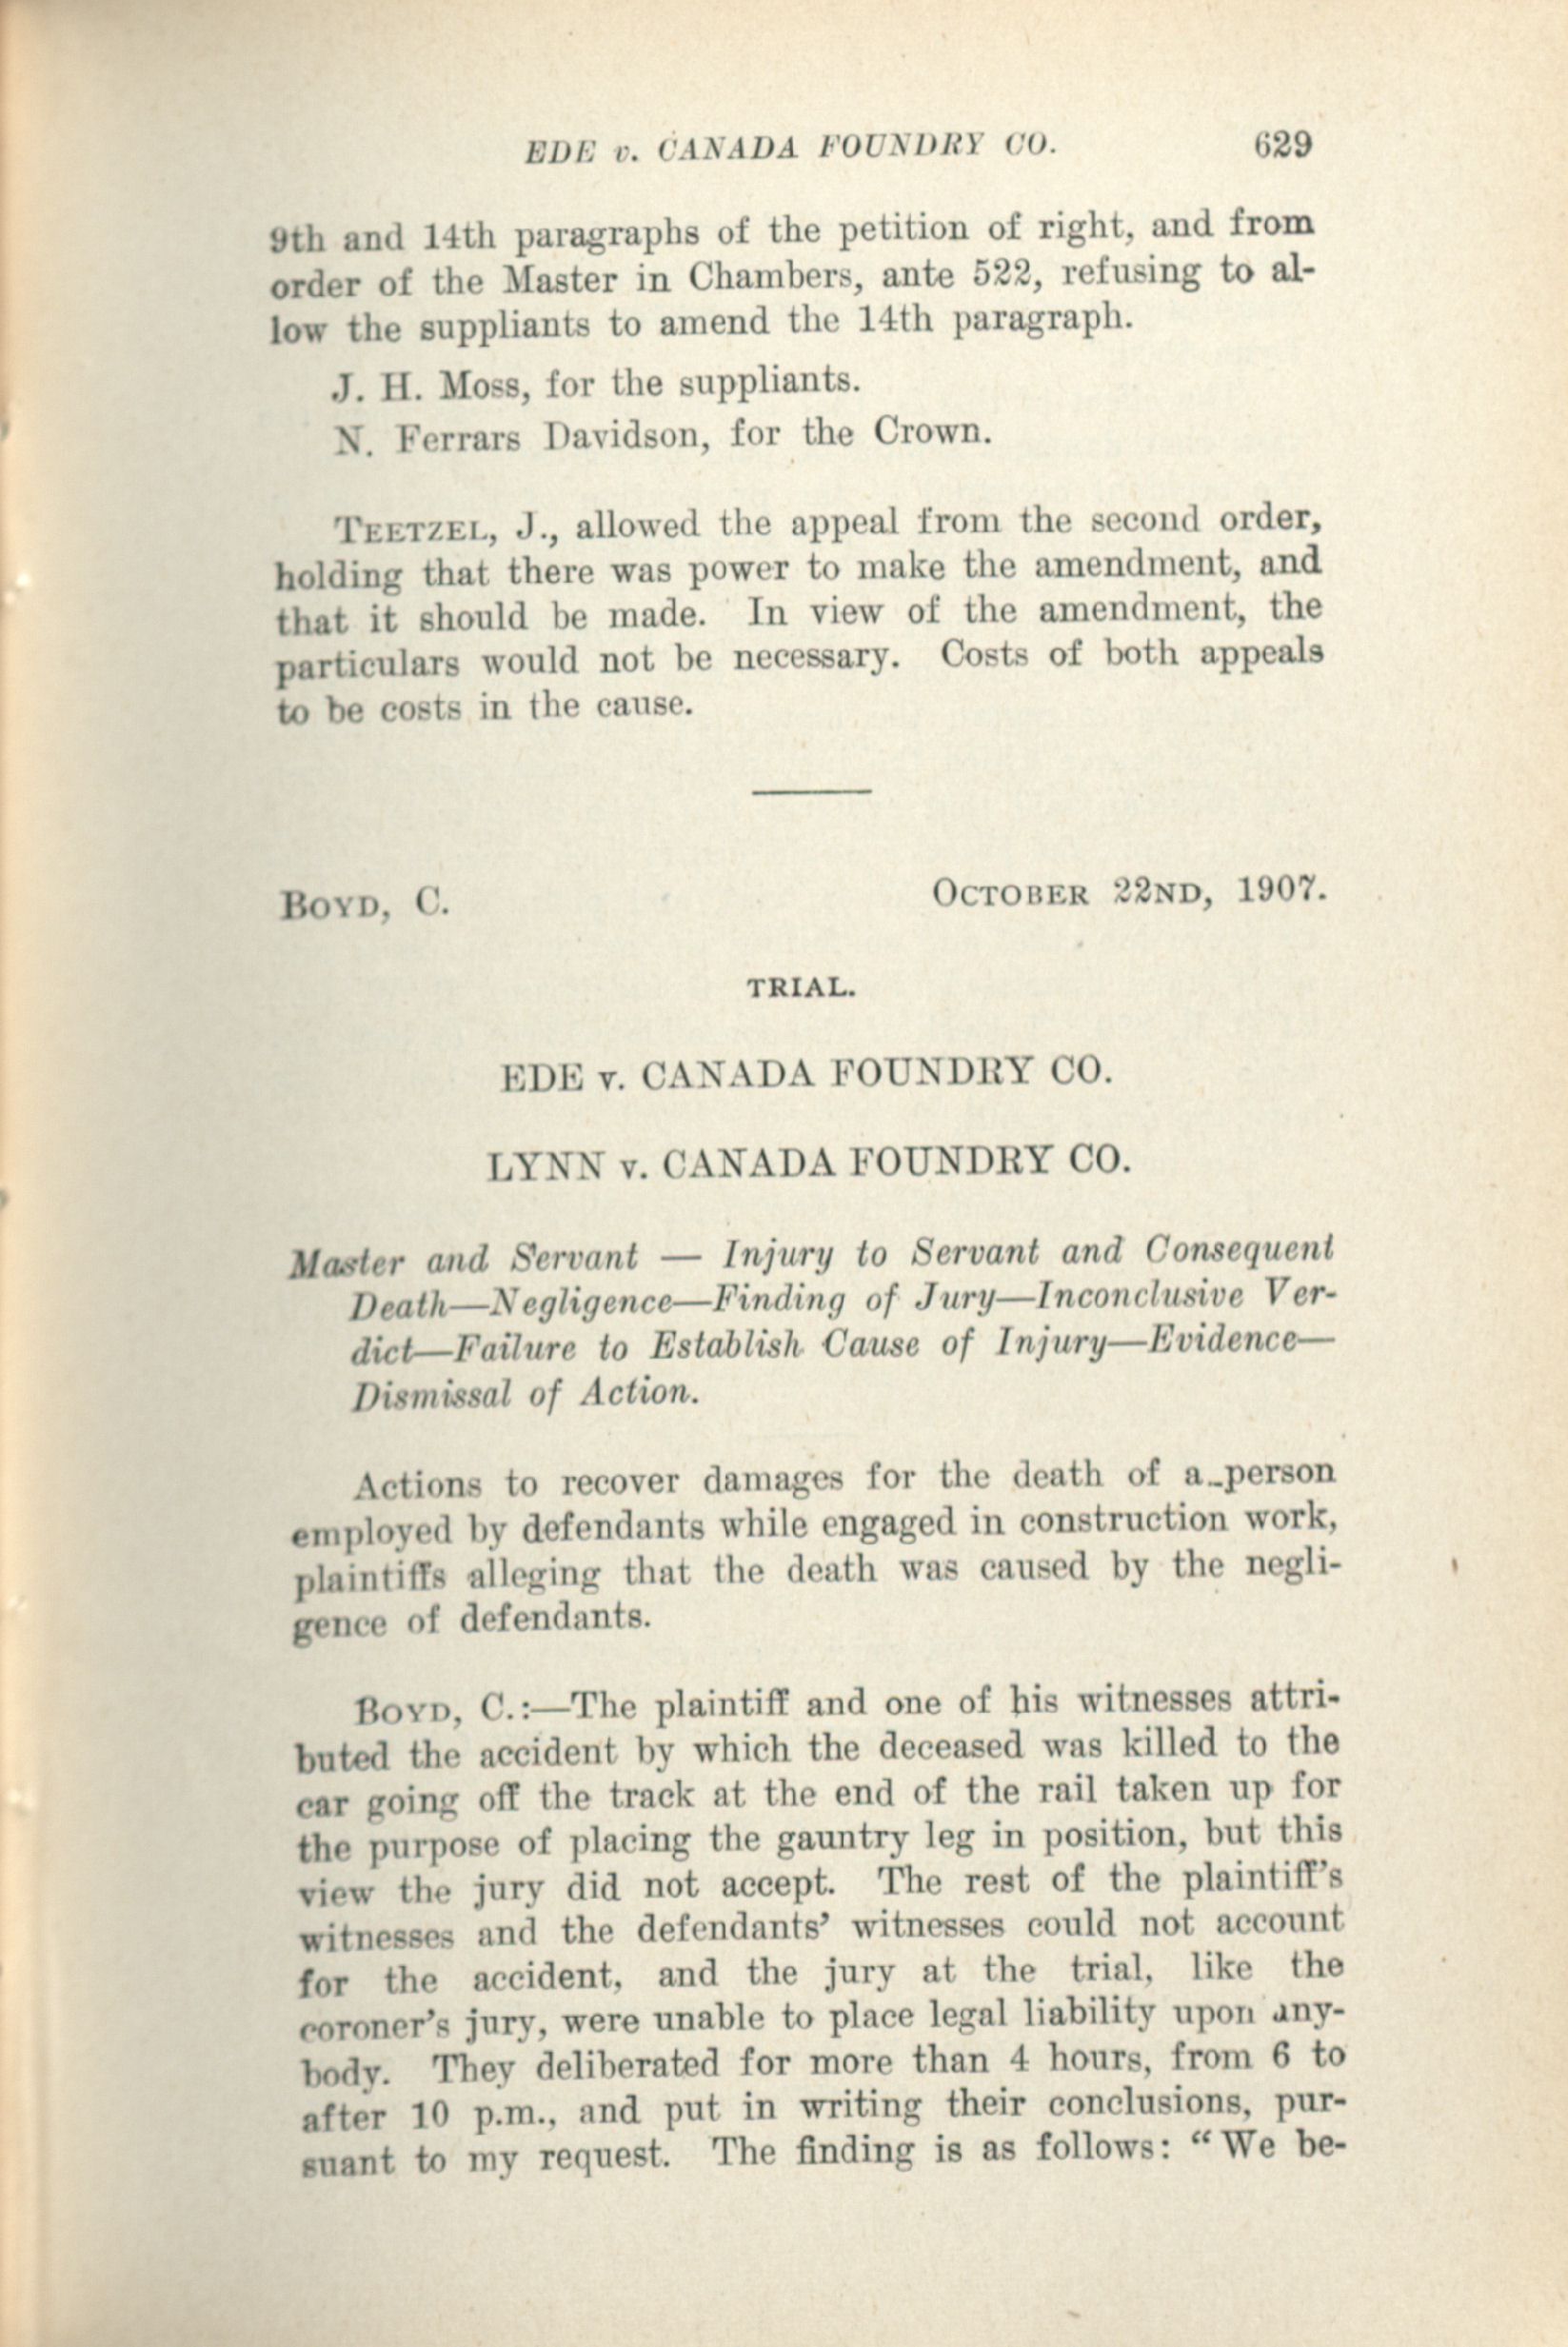 EDE v. CANADA FOUNDRY CO. 629
9th and 14th paragraphs of the petition of right, and from
order of the Master in Chambers, ante 522, refusing to al-
low the suppliants to amend the 14th paragraph.
J. H. Moss, for the suppliants.
N. Ferrars Davidson, for the Crown.
TEETZEL, J., allowed the appeal from the second order,
holding that there was power to make the amendment, and
that it should be made. In view of the amendment, the
particulars would not be necessary. Costs of both appeals
to be costs in the cause.
BOYD, C. OCTOBER 22ND, 1907.
TRIAL.
EDE v. CANADA FOUNDRY CO.
LYNN v. CANADA FOUNDRY CO.
Master and Servant — Injury to Servant and Consequent
Death—Negligence—Finding of Jury—Inconclusive Ver-
dict—Failure to Establish Cause of Injury—Evidence—
Dismissal of Action.
Actions to recover damages for the death of a person
employed by defendants while engaged in construction work,
plaintiffs alleging that the death was caused by the negli-
gence of defendants.
BOYD, C.:—The plaintiff and one of his witnesses attri-
buted the accident by which the deceased was killed to the
car going off the track at the end of the rail taken up for
the purpose of placing the gauntry leg in position, but this
view the jury did not accept. The rest of the plaintiff's
witnesses and the defendants' witnesses could not account
for the accident, and the jury at the trial, like the
coroner's jury, were unable to place legal liability upon any-
body. They deliberated for more than 4 hours, from 6 to
after 10 p.m., and put in writing their conclusions, pur-
suant to my request. The finding is as follows: "We be-